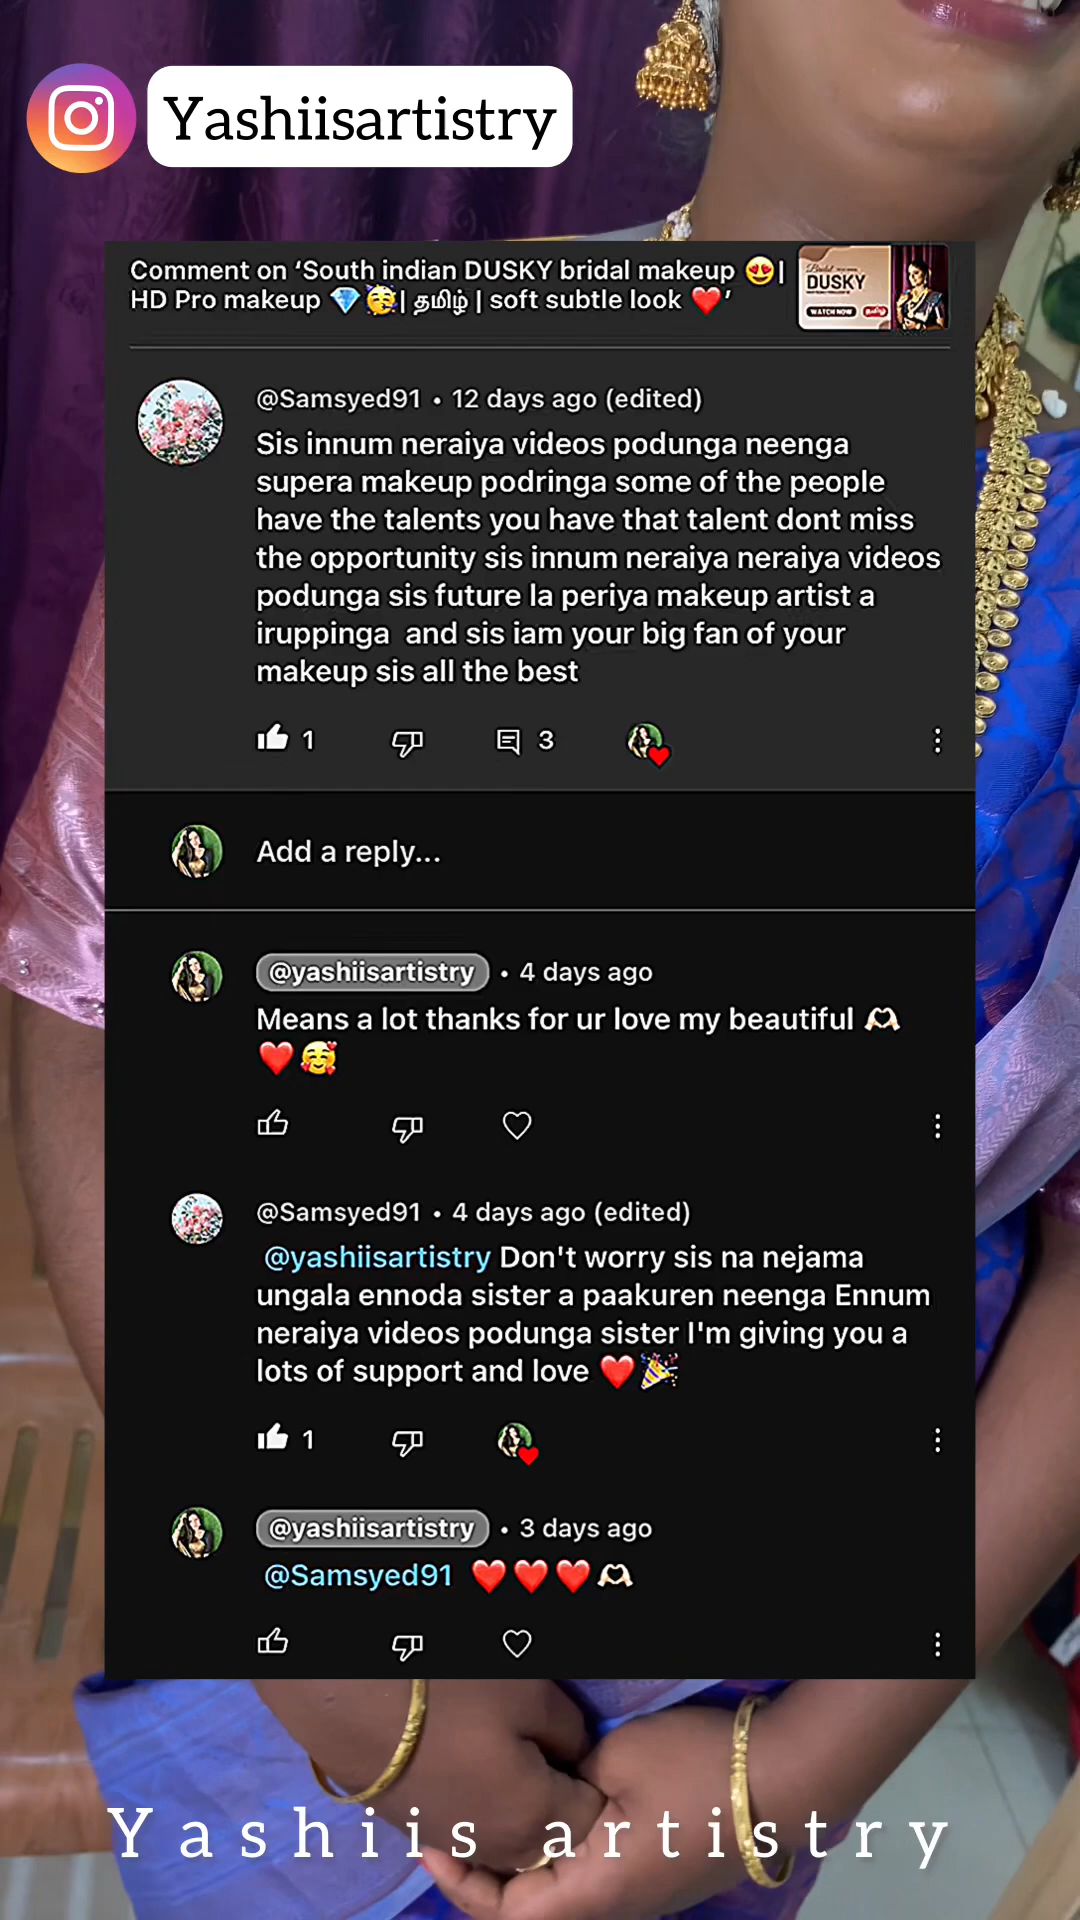 Yashiisartistry
Comment on ‘South indian DUSKY bridal makeup 😍|
HD Pro makeup 💎🥳| தமிழ் | soft subtle look ❤️’
Bridal
DUSKY
WATCH NOW
தமிழ்
@Samsyed91 • 12 days ago (edited)
Sis innum neraiya videos podunga neenga
supera makeup podringa some of the people
have the talents you have that talent dont miss
the opportunity sis innum neraiya neraiya videos
podunga sis future la periya makeup artist a
iruppinga and sis iam your big fan of your
makeup sis all the best
1
3
Add a reply...
@yashiisartistry • 4 days ago
Means a lot thanks for ur love my beautiful 🫶🏻
❤️🥰
@Samsyed91 • 4 days ago (edited)
@yashiisartistry Don't worry sis na nejama
ungala ennoda sister a paakuren neenga Ennum
neraiya videos podunga sister I'm giving you a
lots of support and love ❤️🎉
1
@yashiisartistry • 3 days ago
@Samsyed91 ❤️❤️❤️🫶🏻
Yashiis artistry